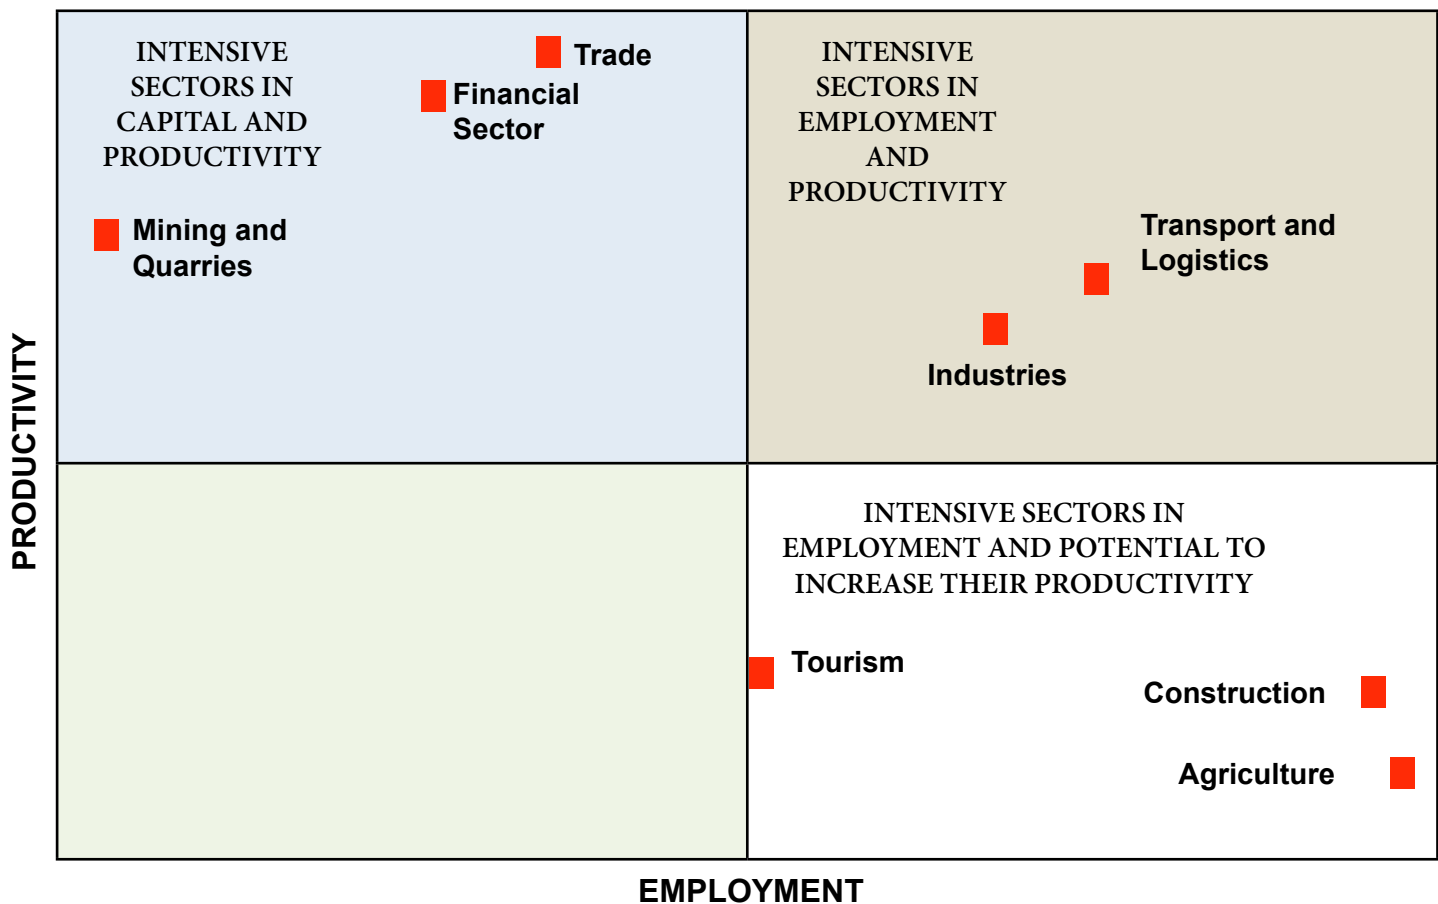 INTENSIVE
SECTORS IN
CAPITAL AND
PRODUCTIVITY
Trade
Financial
Sector
Mining and
Quarries
INTENSIVE
SECTORS IN
EMPLOYMENT
AND
PRODUCTIVITY
Transport and
Logistics
Industries
PRODUCTIVITY
INTENSIVE SECTORS IN
EMPLOYMENT AND POTENTIAL TO
INCREASE THEIR PRODUCTIVITY
Tourism
Construction
Agriculture
EMPLOYMENT